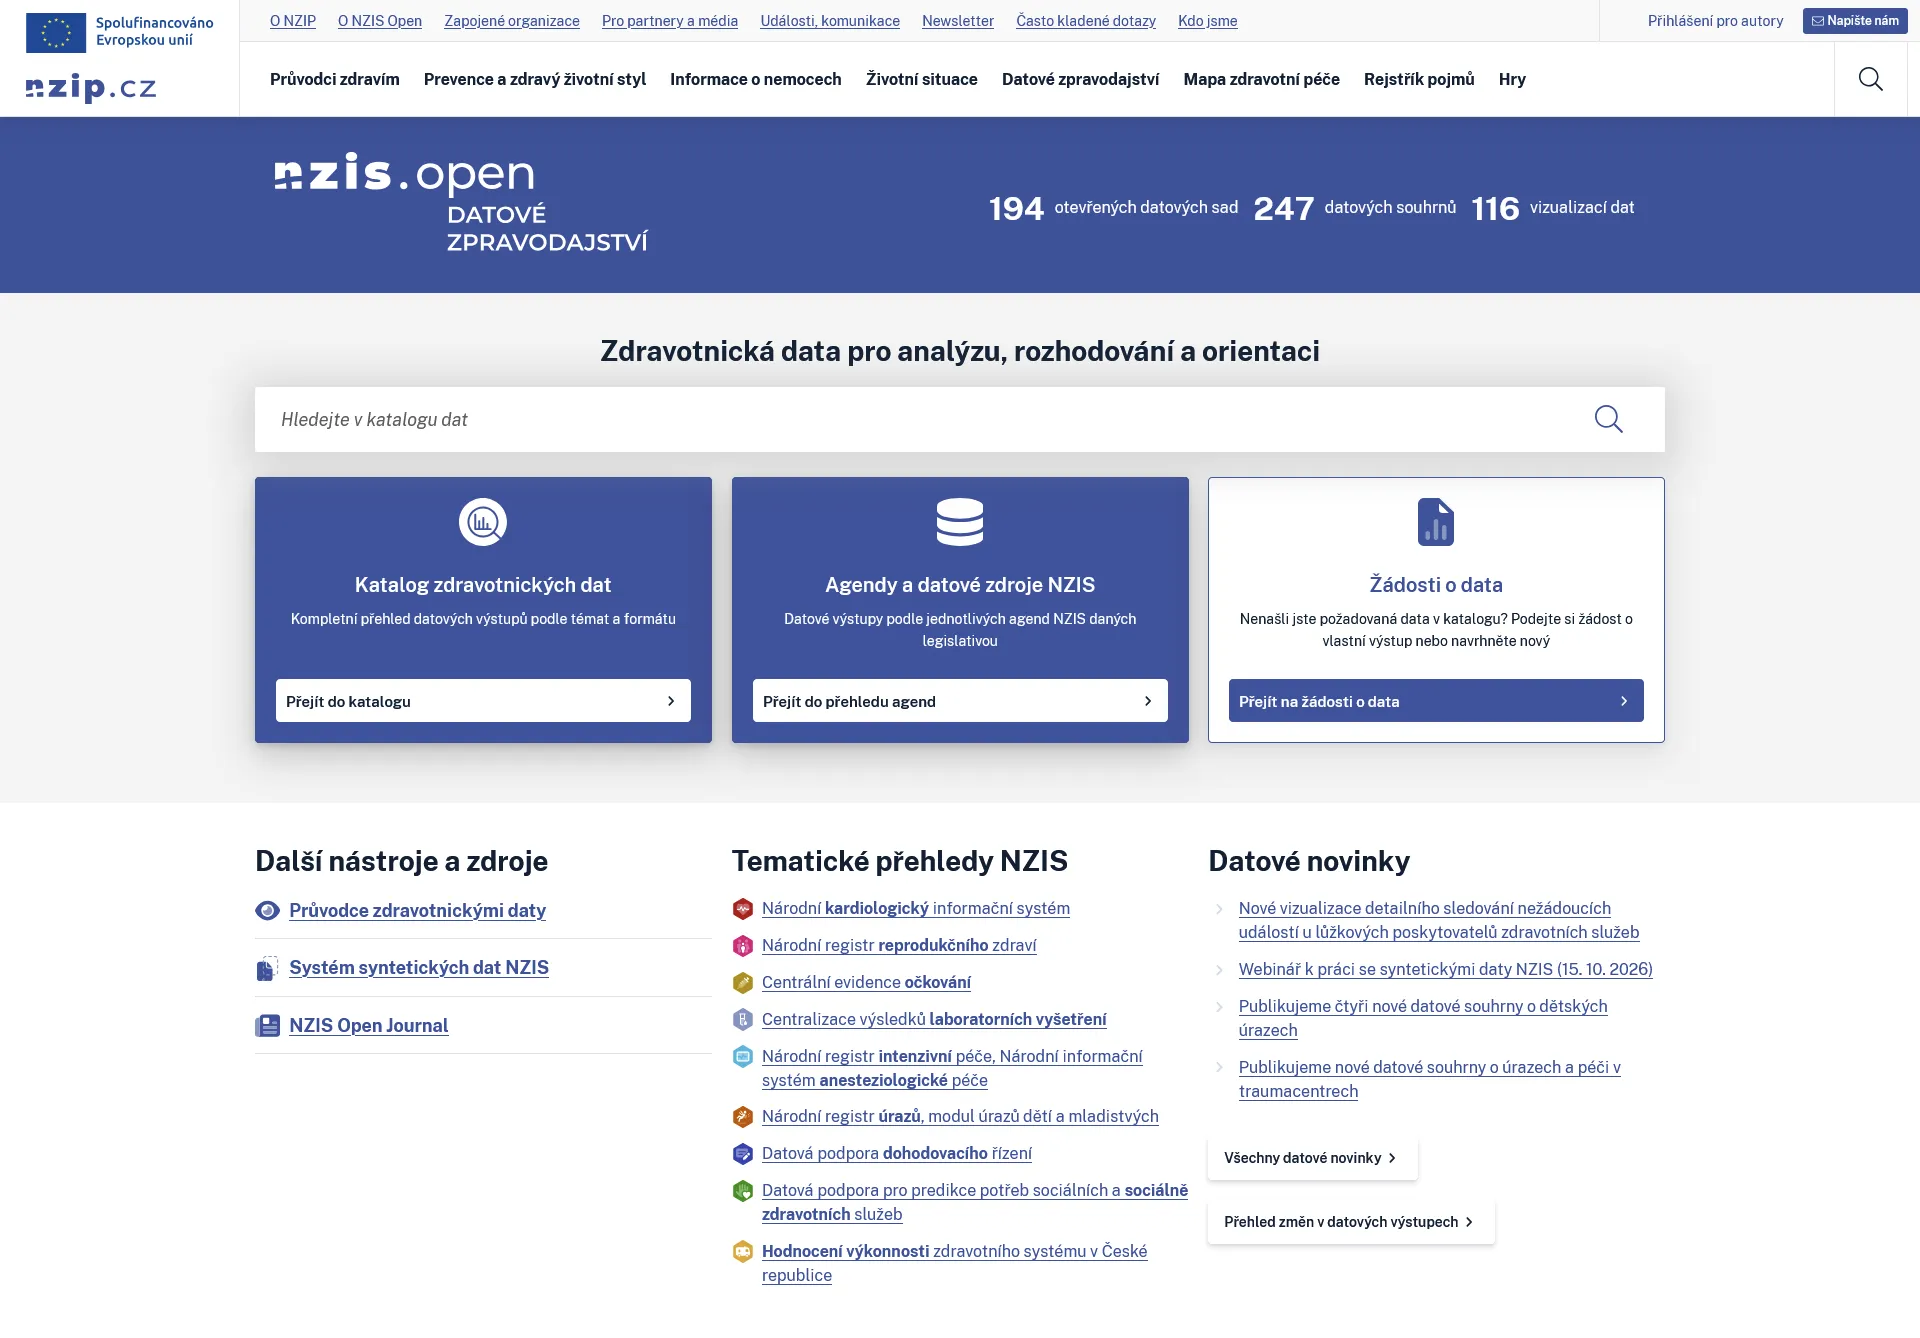 Spolufinancováno
Evropskou unií
nzip.cz
O NZIP
O NZIS Open
Zapojené organizace
Pro partnery a média
Události, komunikace
Newsletter
Často kladené dotazy
Kdo jsme
Přihlášení pro autory
Napište nám
Průvodci zdravím
Prevence a zdravý životní styl
Informace o nemocech
Životní situace
Datové zpravodajství
Mapa zdravotní péče
Rejstřík pojmů
Hry
nzis.open
DATOVÉ
ZPRAVODAJSTVÍ
194 otevřených datových sad 247 datových souhrnů 116 vizualizací dat
Zdravotnická data pro analýzu, rozhodování a orientaci
Hledejte v katalogu dat
Katalog zdravotnických dat
Kompletní přehled datových výstupů podle témat a formátu
Přejít do katalogu
Agendy a datové zdroje NZIS
Datové výstupy podle jednotlivých agend NZIS daných
legislativou
Přejít do přehledu agend
Žádosti o data
Nenašli jste požadovaná data v katalogu? Podejte si žádost o
vlastní výstup nebo navrhněte nový
Přejít na žádosti o data
Další nástroje a zdroje
Průvodce zdravotnickými daty
Systém syntetických dat NZIS
NZIS Open Journal
Tematické přehledy NZIS
Národní kardiologický informační systém
Národní registr reprodukčního zdraví
Centrální evidence očkování
Centralizace výsledků laboratorních vyšetření
Národní registr intenzivní péče, Národní informační
systém anesteziologické péče
Národní registr úrazů, modul úrazů dětí a mladistvých
Datová podpora dohodovacího řízení
Datová podpora pro predikce potřeb sociálních a sociálně
zdravotních služeb
Hodnocení výkonnosti zdravotního systému v České
republice
Datové novinky
Nové vizualizace detailního sledování nežádoucích
událostí u lůžkových poskytovatelů zdravotních služeb
Webinář k práci se syntetickými daty NZIS (15. 10. 2026)
Publikujeme čtyři nové datové souhrny o dětských
úrazech
Publikujeme nové datové souhrny o úrazech a péči v
traumacentrech
Všechny datové novinky
Přehled změn v datových výstupech